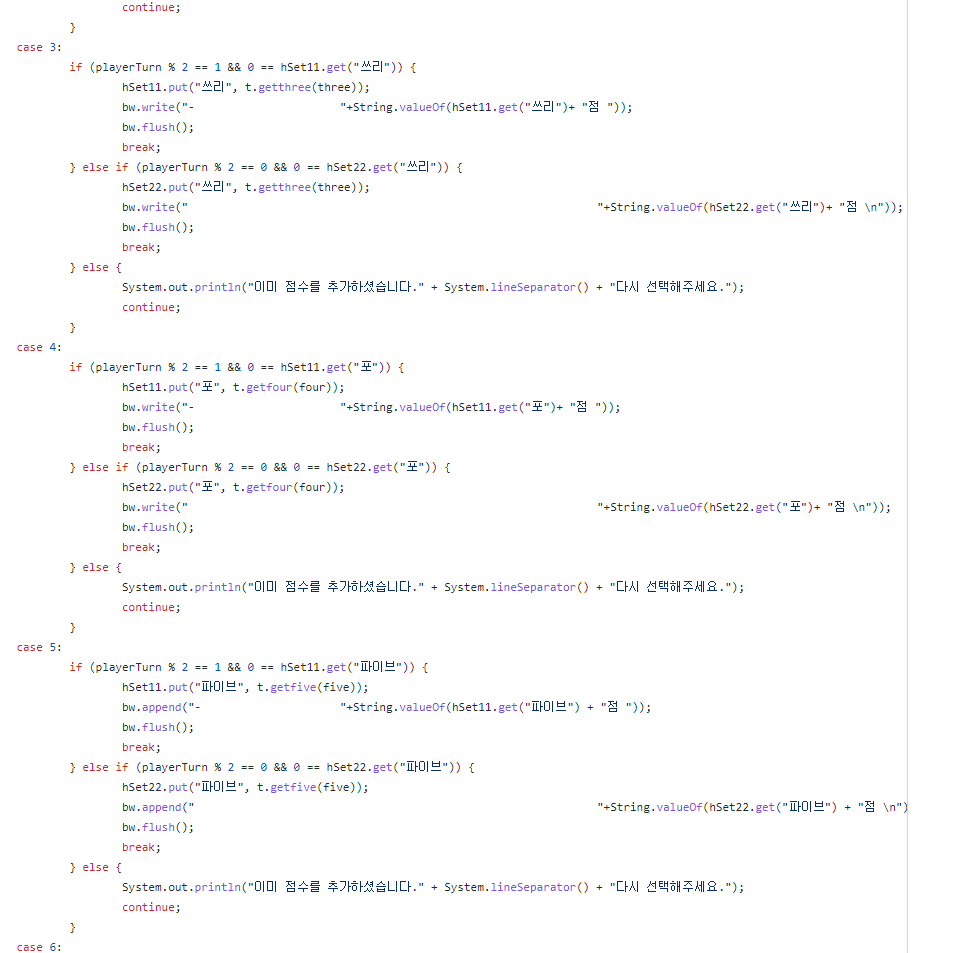 continue;
}
case 3:
if (playerTurn % 2 == 1 && 0 == hSet11.get("쓰리")) {
hSet11.put("쓰리", t.getthree(three));
bw.write("-                      "+String.valueOf(hSet11.get("쓰리")+ "점 "));
bw.flush();
break;
} else if (playerTurn % 2 == 0 && 0 == hSet22.get("쓰리")) {
hSet22.put("쓰리", t.getthree(three));
bw.write("                                                              "+String.valueOf(hSet22.get("쓰리")+ "점 \n"));
bw.flush();
break;
} else {
System.out.println("이미 점수를 추가하셨습니다." + System.lineSeparator() + "다시 선택해주세요.");
continue;
}
case 4:
if (playerTurn % 2 == 1 && 0 == hSet11.get("포")) {
hSet11.put("포", t.getfour(four));
bw.write("-                      "+String.valueOf(hSet11.get("포")+ "점 "));
bw.flush();
break;
} else if (playerTurn % 2 == 0 && 0 == hSet22.get("포")) {
hSet22.put("포", t.getfour(four));
bw.write("                                                              "+String.valueOf(hSet22.get("포")+ "점 \n"));
bw.flush();
break;
} else {
System.out.println("이미 점수를 추가하셨습니다." + System.lineSeparator() + "다시 선택해주세요.");
continue;
}
case 5:
if (playerTurn % 2 == 1 && 0 == hSet11.get("파이브")) {
hSet11.put("파이브", t.getfive(five));
bw.append("-                     "+String.valueOf(hSet11.get("파이브") + "점 "));
bw.flush();
break;
} else if (playerTurn % 2 == 0 && 0 == hSet22.get("파이브")) {
hSet22.put("파이브", t.getfive(five));
bw.append("                                                             "+String.valueOf(hSet22.get("파이브") + "점 \n")
bw.flush();
break;
} else {
System.out.println("이미 점수를 추가하셨습니다." + System.lineSeparator() + "다시 선택해주세요.");
continue;
}
case 6: